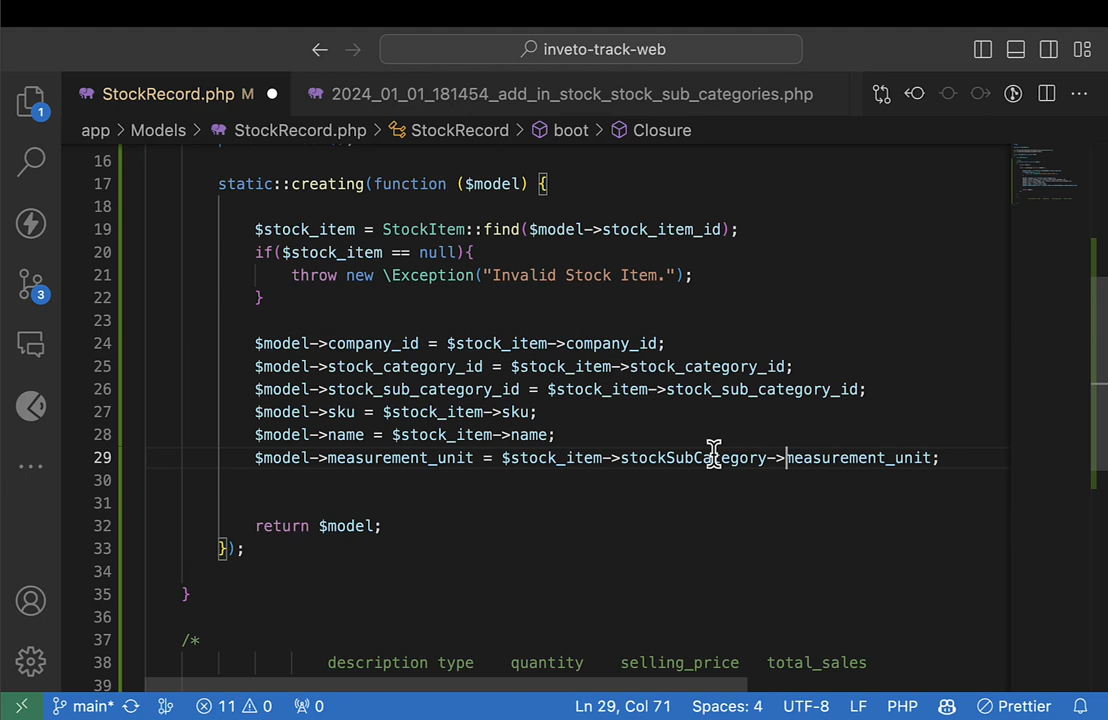 inveto-track-web
StockRecord.php M
2024_01_01_181454_add_in_stock_stock_sub_categories.php
1
app > Models > StockRecord.php > StockRecord > boot > Closure
16
17 static::creating(function ($model) {
18
19 $stock_item = StockItem::find($model->stock_item_id);
20 if($stock_item == null){
21 throw new \Exception("Invalid Stock Item.");
22 }
23
24 $model->company_id = $stock_item->company_id;
25 $model->stock_category_id = $stock_item->stock_category_id;
26 $model->stock_sub_category_id = $stock_item->stock_sub_category_id;
27 $model->sku = $stock_item->sku;
3
28 $model->name = $stock_item->name;
29 $model->measurement_unit = $stock_item->stockSubCategory->measurement_unit;
30
31
32 return $model;
33 });
34
35 }
36
37 /*
38 description type quantity selling_price total_sales
39
main* 11 0 0 Ln 29, Col 71 Spaces: 4 UTF-8 LF PHP Prettier